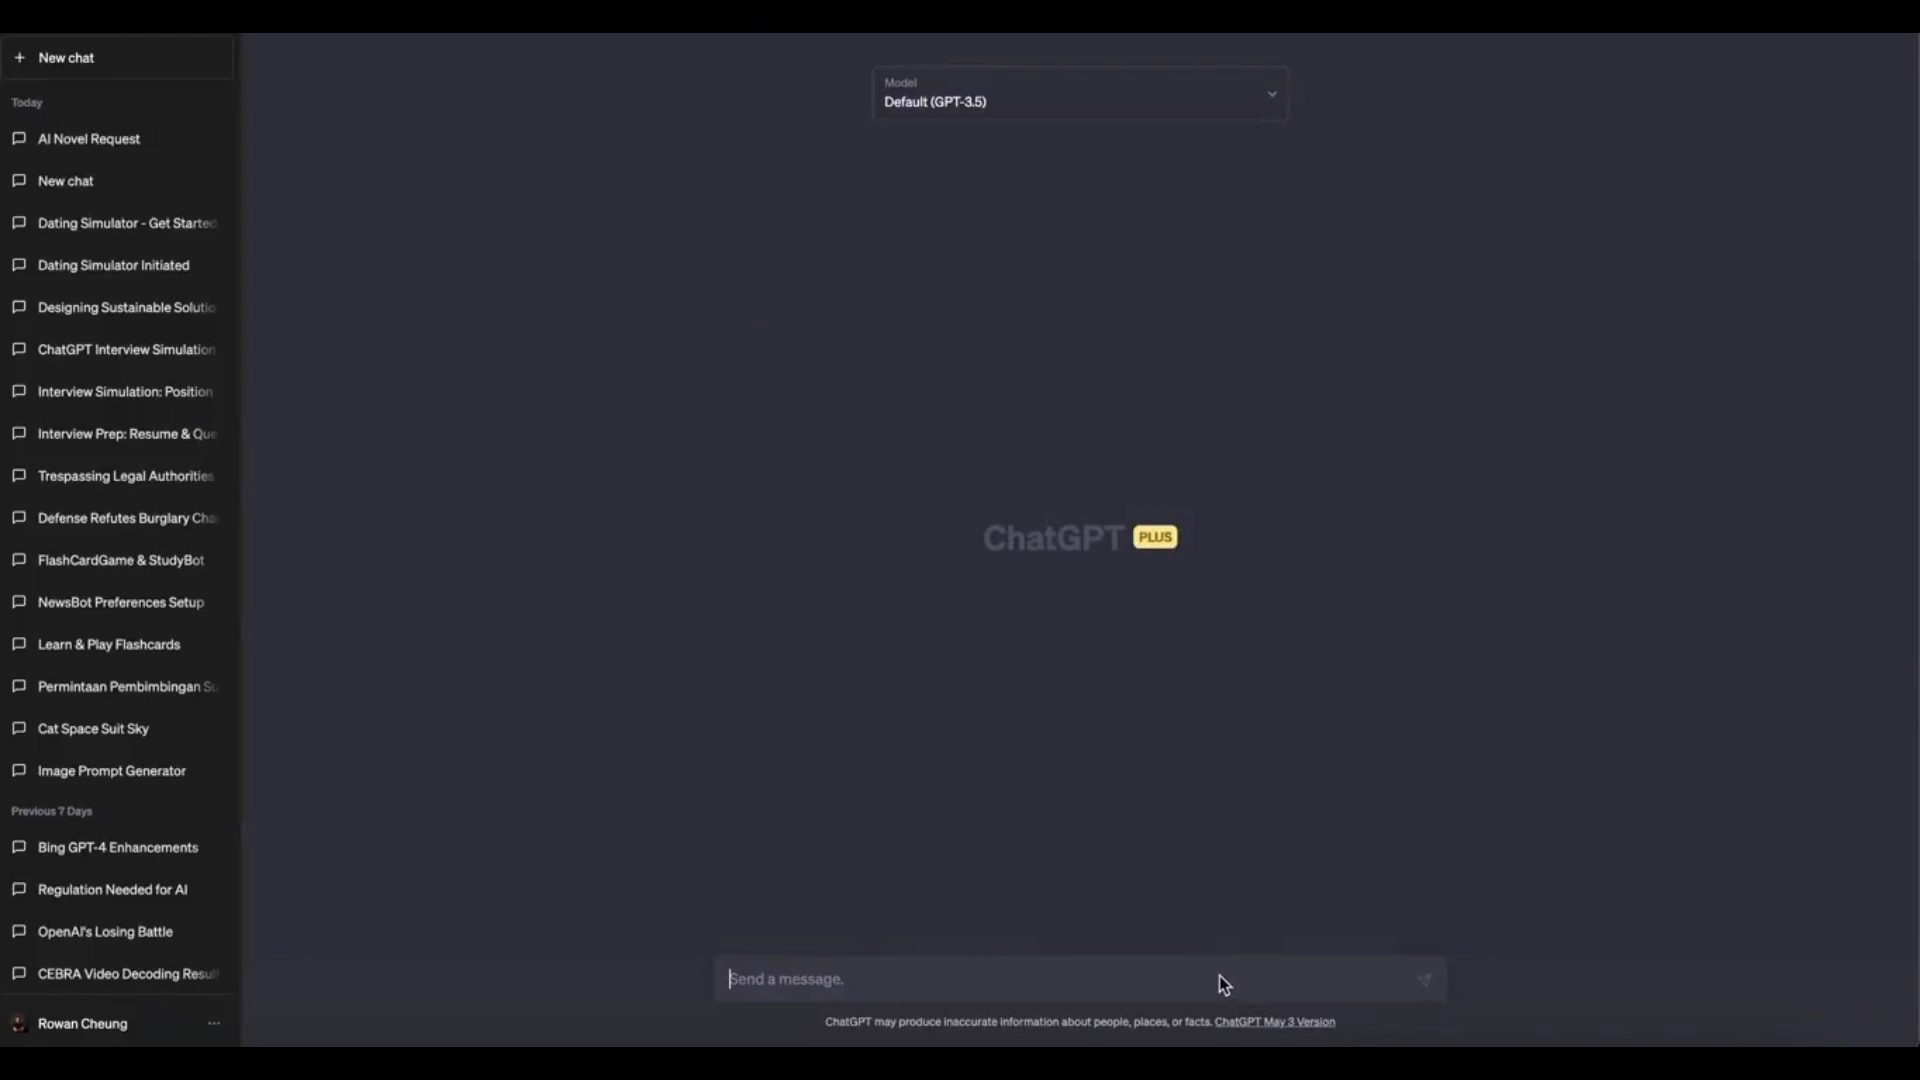 New chat
Today
AI Novel Request
New chat
Dating Simulator - Get Started
Dating Simulator Initiated
Designing Sustainable Solutio
ChatGPT Interview Simulation
Interview Simulation: Position
Interview Prep: Resume & Que
Trespassing Legal Authorities
Defense Refutes Burglary Cha
FlashCardGame & StudyBot
NewsBot Preferences Setup
Learn & Play Flashcards
Permintaan Pembimbingan Su
Cat Space Suit Sky
Image Prompt Generator
Previous 7 Days
Bing GPT-4 Enhancements
Regulation Needed for AI
OpenAI's Losing Battle
CEBRA Video Decoding Resul
Rowan Cheung
Model
Default (GPT-3.5)
ChatGPT PLUS
Send a message.
ChatGPT may produce inaccurate information about people, places, or facts. ChatGPT May 3 Version